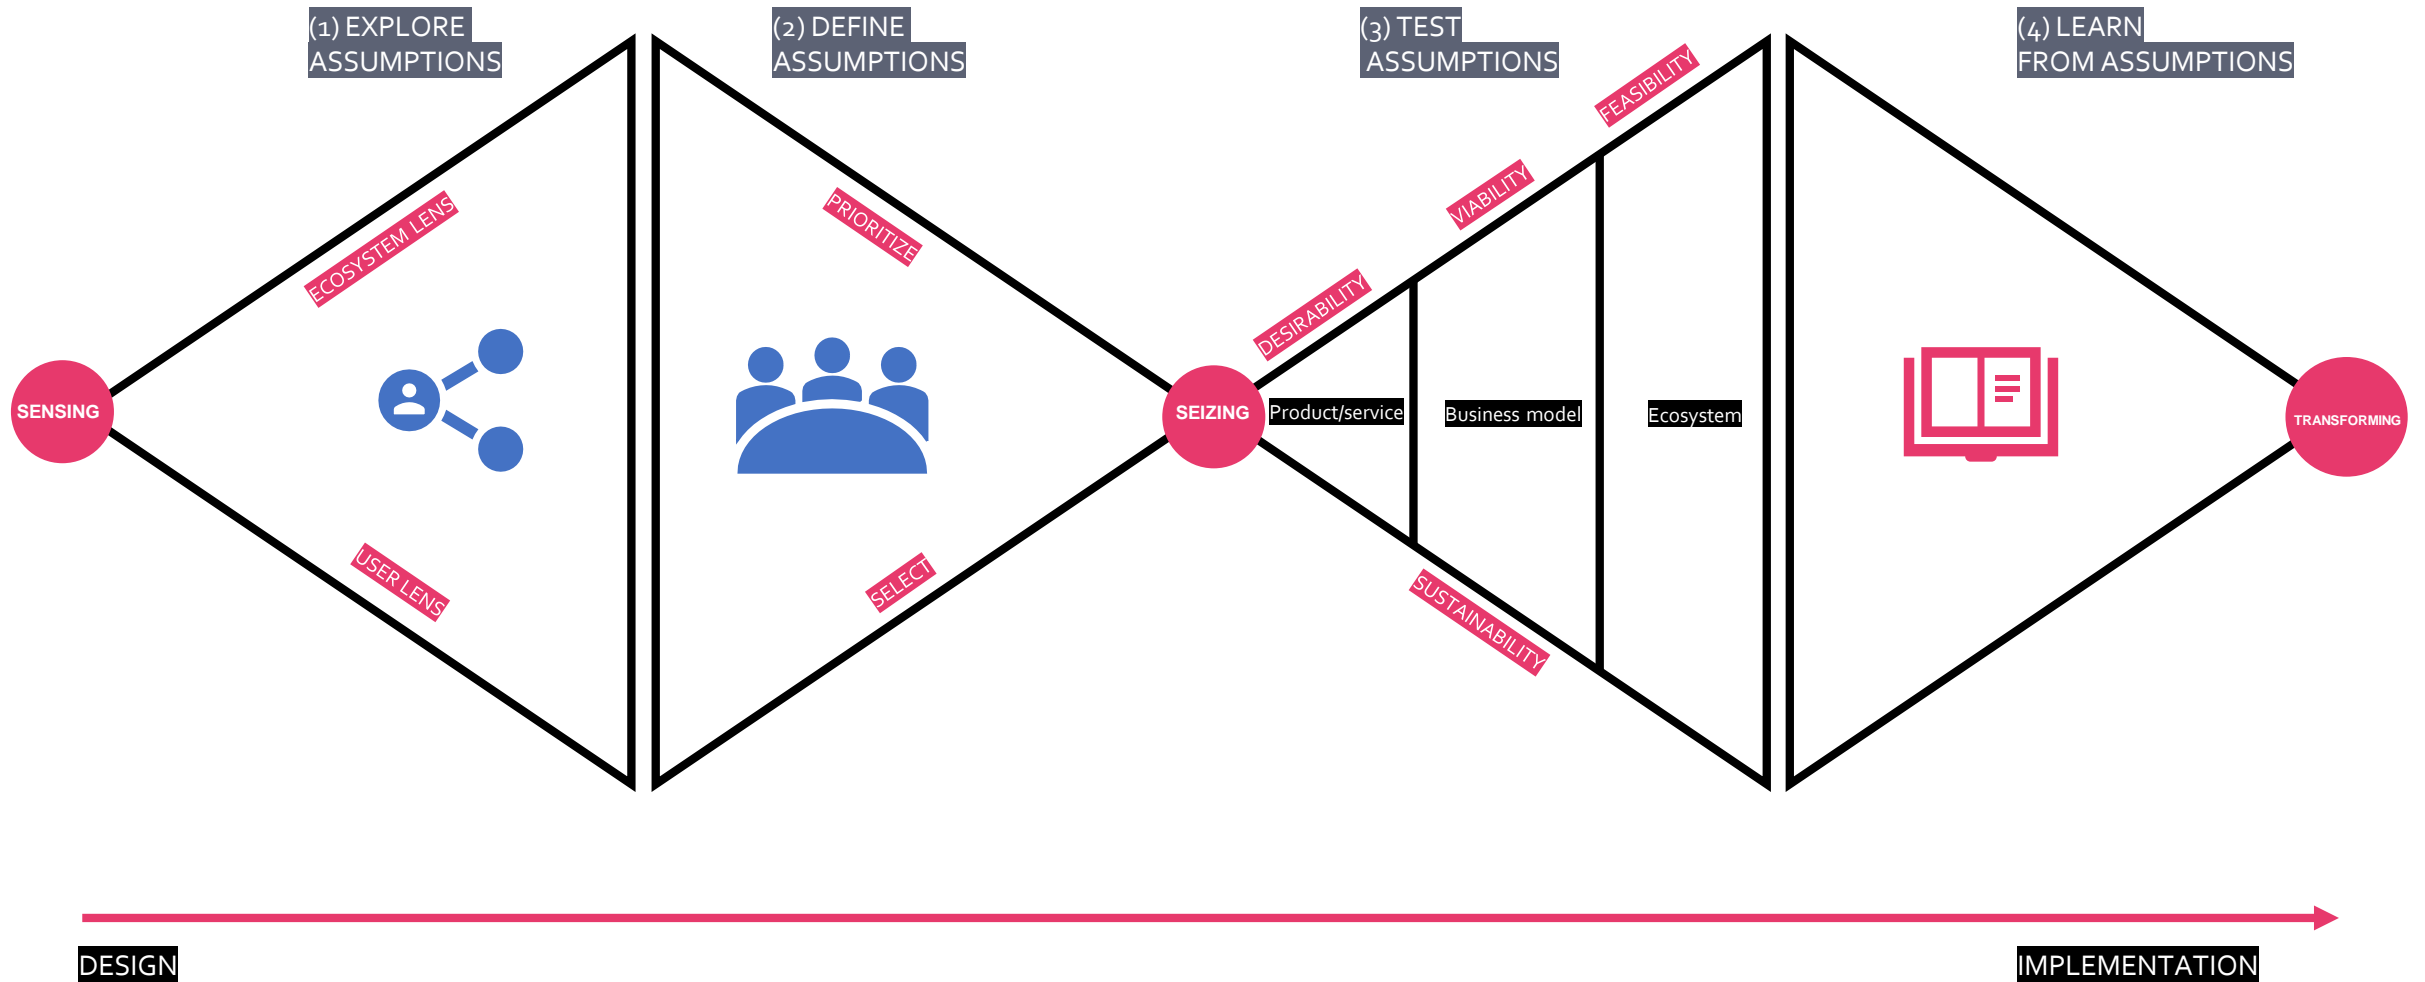 (1) EXPLORE
ASSUMPTIONS
(2) DEFINE
ASSUMPTIONS
(3) TEST
ASSUMPTIONS
(4) LEARN
FROM ASSUMPTIONS
ECOSYSTEM LENS
USER LENS
PRIORITIZE
SELECT
DESIRABILITY
VIABILITY
FEASIBILITY
SUSTAINABILITY
SENSING
SEIZING
Product/service
Business model
Ecosystem
TRANSFORMING
DESIGN
IMPLEMENTATION